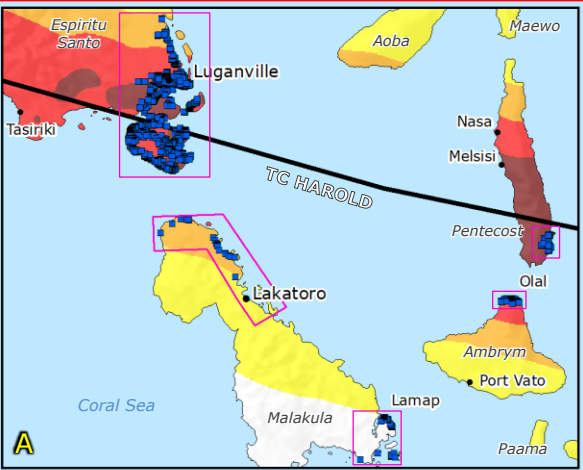 Espiritu
Santo
Aoba
Maewo
Luganville
Tasiriki
Nasa
Melsisi
TC HAROLD
Pentecost
Olal
Lakatoro
Ambrym
Port Vato
Coral Sea
Malakula
Lamap
Paama
A